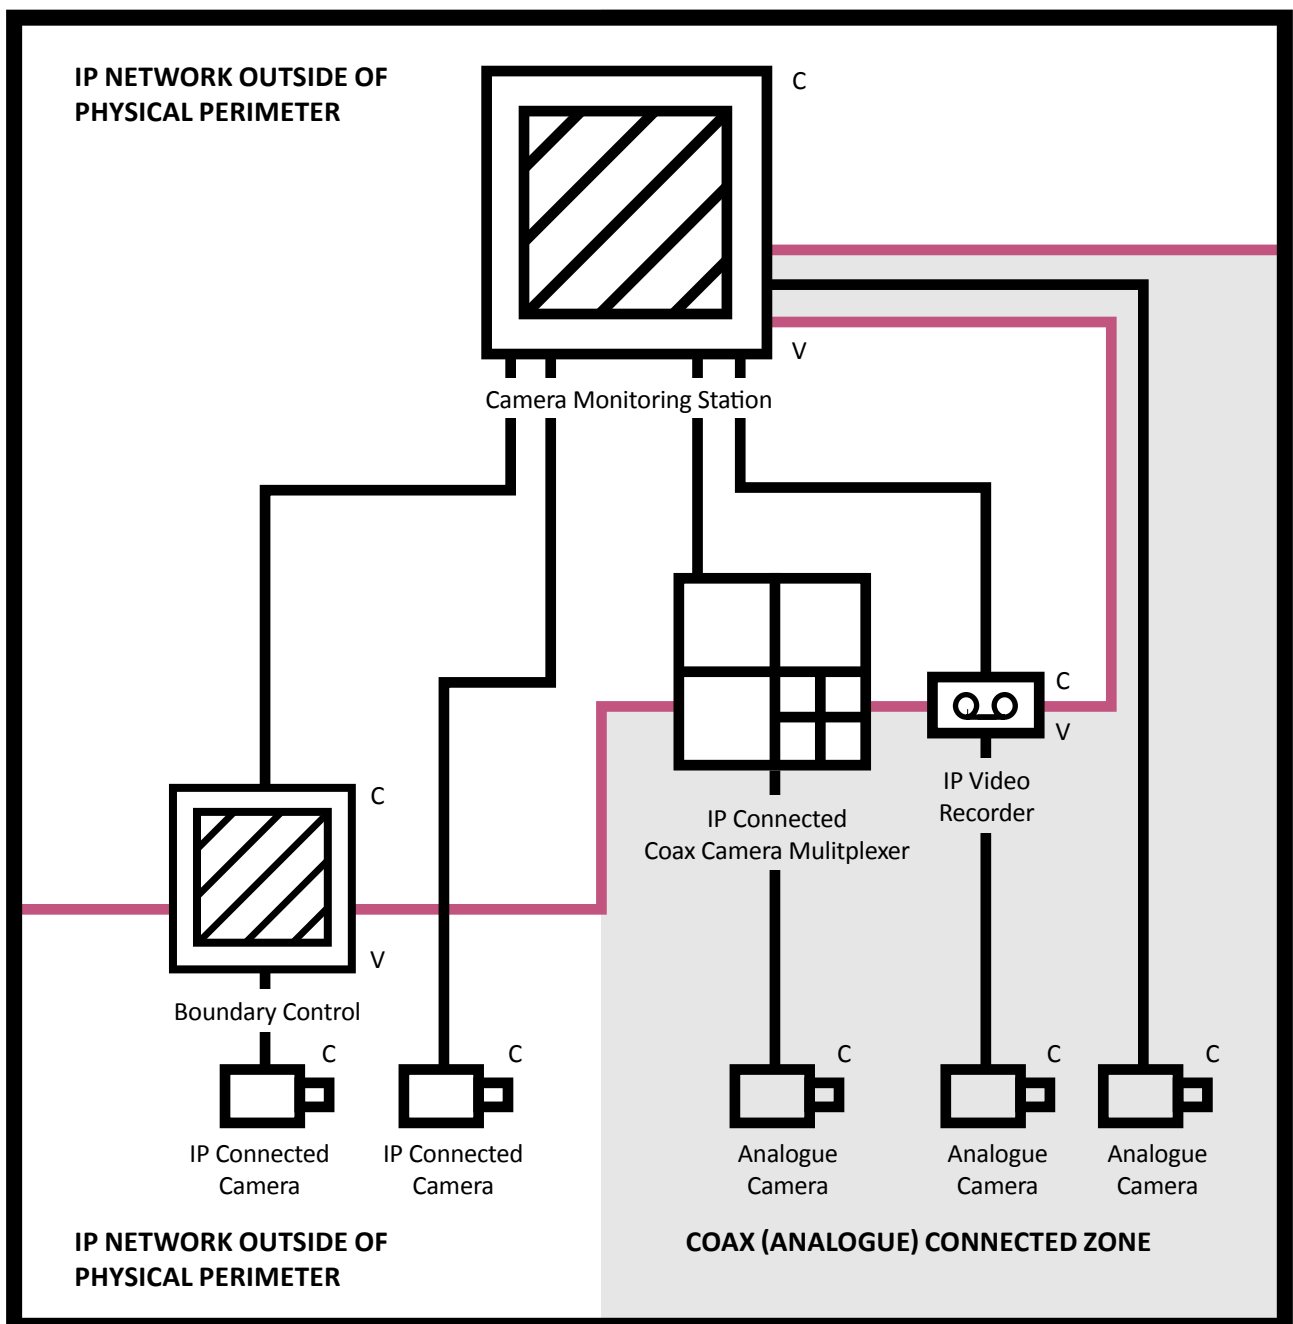 IP NETWORK OUTSIDE OF
PHYSICAL PERIMETER
C
V
Camera Monitoring Station
C
V
IP Video
Recorder
IP Connected
Coax Camera Mulitplexer
C
V
Boundary Control
C
C
C
C
C
IP Connected
Camera
IP Connected
Camera
Analogue
Camera
Analogue
Camera
Analogue
Camera
IP NETWORK OUTSIDE OF
PHYSICAL PERIMETER
COAX (ANALOGUE) CONNECTED ZONE